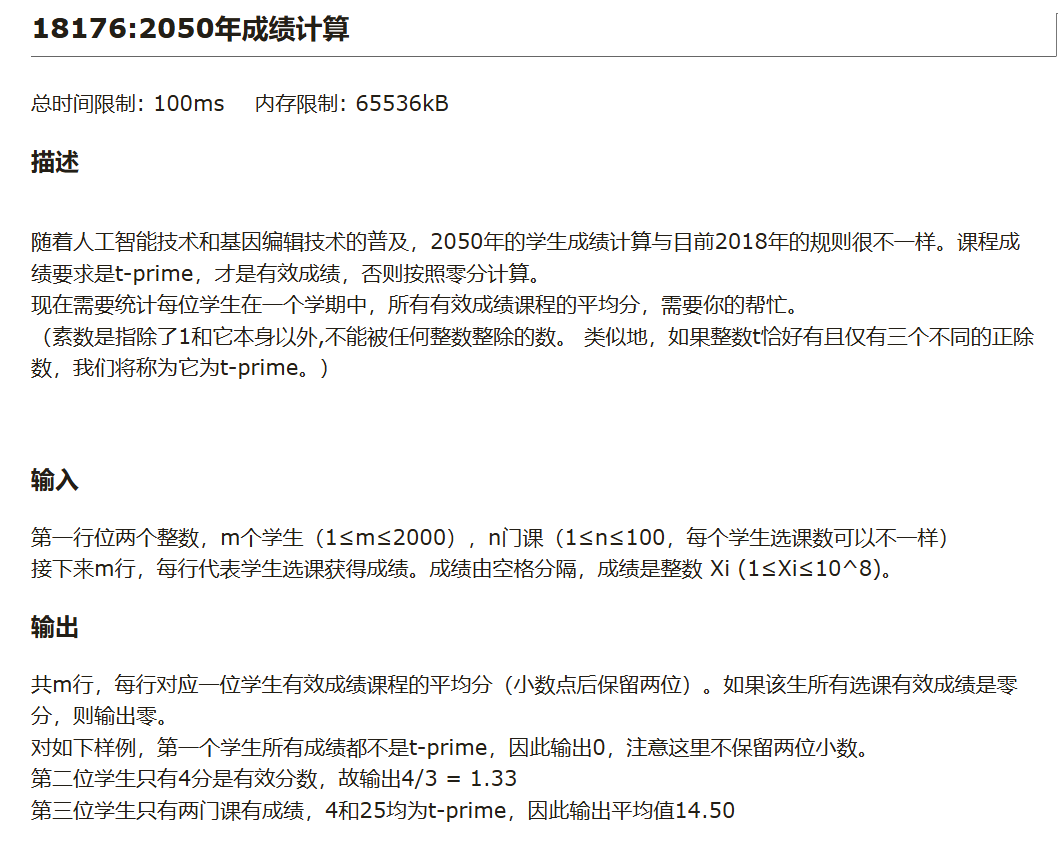 18176:2050年成绩计算
总时间限制: 100ms 内存限制: 65536kB
描述
随着人工智能技术和基因编辑技术的普及，2050年的学生成绩计算与目前2018年的规则很不一样。课程成
绩要求是t-prime，才是有效成绩，否则按照零分计算。
现在需要统计每位学生在一个学期中，所有有效成绩课程的平均分，需要你的帮忙。
（素数是指除了1和它本身以外,不能被任何整数整除的数。 类似地，如果整数t恰好有且仅有三个不同的正除
数，我们将称为它为t-prime。）
输入
第一行位两个整数，m个学生（1≤m≤2000），n门课（1≤n≤100，每个学生选课数可以不一样）
接下来m行，每行代表学生选课获得成绩。成绩由空格分隔，成绩是整数 Xi (1≤Xi≤10^8)。
输出
共m行，每行对应一位学生有效成绩课程的平均分（小数点后保留两位）。如果该生所有选课有效成绩是零
分，则输出零。
对如下样例，第一个学生所有成绩都不是t-prime，因此输出0，注意这里不保留两位小数。
第二位学生只有4分是有效分数，故输出4/3 = 1.33
第三位学生只有两门课有成绩，4和25均为t-prime，因此输出平均值14.50